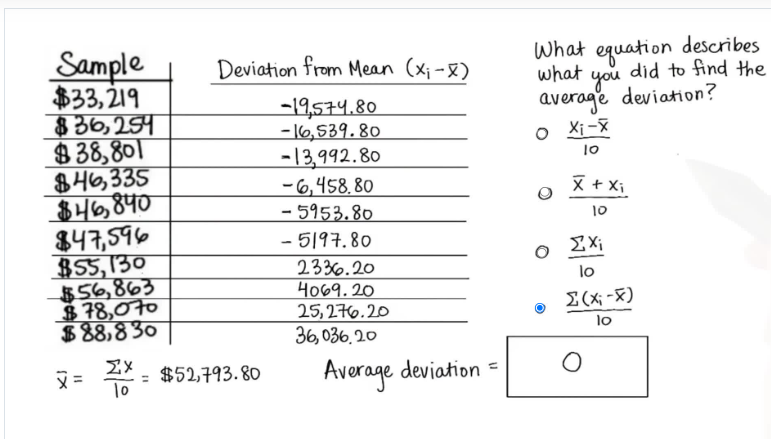 Sample
Deviation from Mean (xᵢ-x̄)
$33,219
-19,574.80
$36,254
-16,539.80
$38,801
-13,992.80
$46,335
-6,458.80
$46,840
-5953.80
$47,596
-5197.80
$55,130
2336.20
$56,863
4069.20
$78,070
25,276.20
$88,830
36,036.20
x̄ = Σx/10 = $52,793.80
Average deviation = 0
What equation describes
what you did to find the
average deviation?
xᵢ-x̄
10
x̄ + xᵢ
10
Σxᵢ
10
Σ(xᵢ-x̄)
10